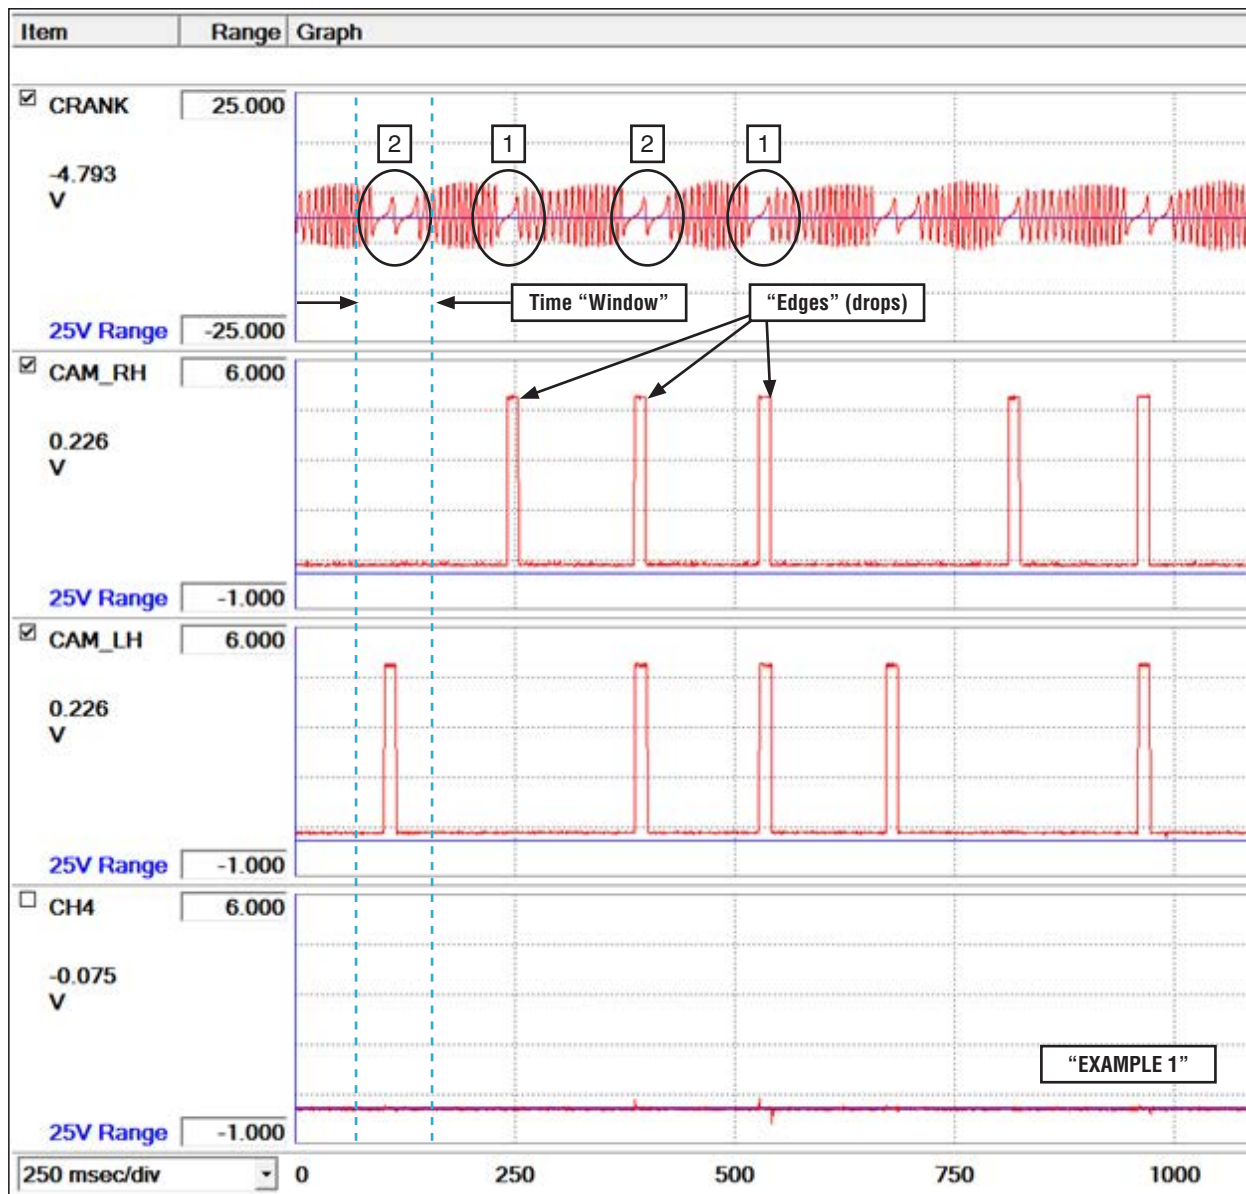 Item Range Graph
CRANK 25.000
2 1 2 1
-4.793
V
Time “Window” “Edges” (drops)
25V Range -25.000
CAM_RH 6.000
0.226
V
25V Range -1.000
CAM_LH 6.000
0.226
V
25V Range -1.000
CH4 6.000
-0.075
V
“EXAMPLE 1”
25V Range -1.000
250 msec/div 0 250 500 750 1000